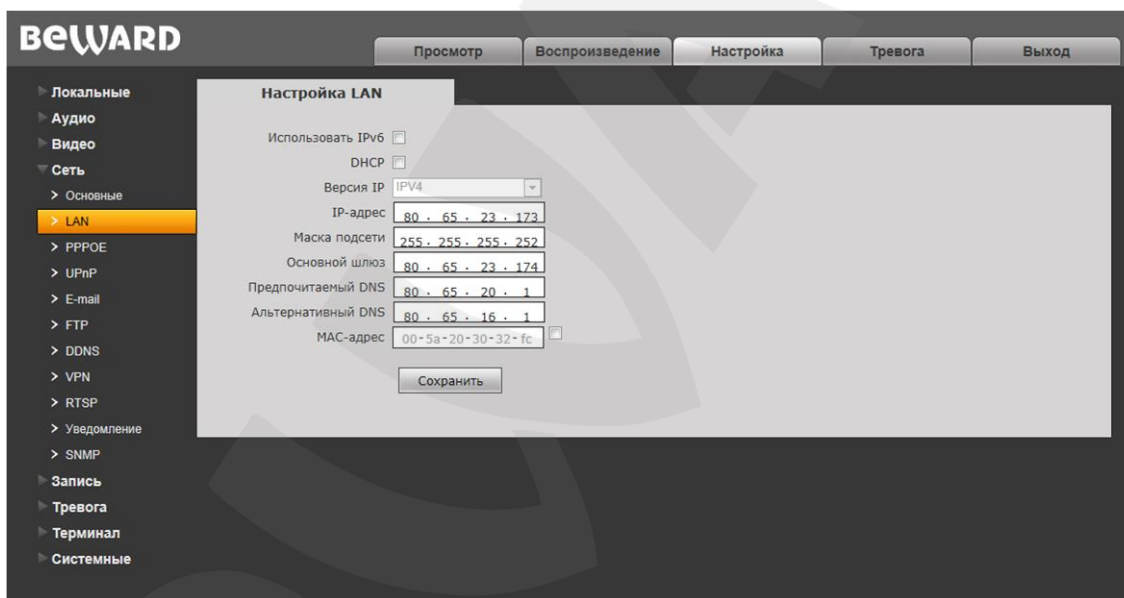 BEWARD
Просмотр Воспроизведение Настройка Тревога Выход
Локальные
Аудио
Видео
Сеть
> Основные
> LAN
> PPPOE
> UPnP
> E-mail
> FTP
> DDNS
> VPN
> RTSP
> Уведомление
> SNMP
Запись
Тревога
Терминал
Системные
Настройка LAN
Использовать IPv6
DHCP
Версия IP IPV4
IP-адрес 80 . 65 . 23 . 173
Маска подсети 255 . 255 . 255 . 252
Основной шлюз 80 . 65 . 23 . 174
Предпочитаемый DNS 80 . 65 . 20 . 1
Альтернативный DNS 80 . 65 . 16 . 1
MAC-адрес 00-5a-20-30-32-fc
Сохранить